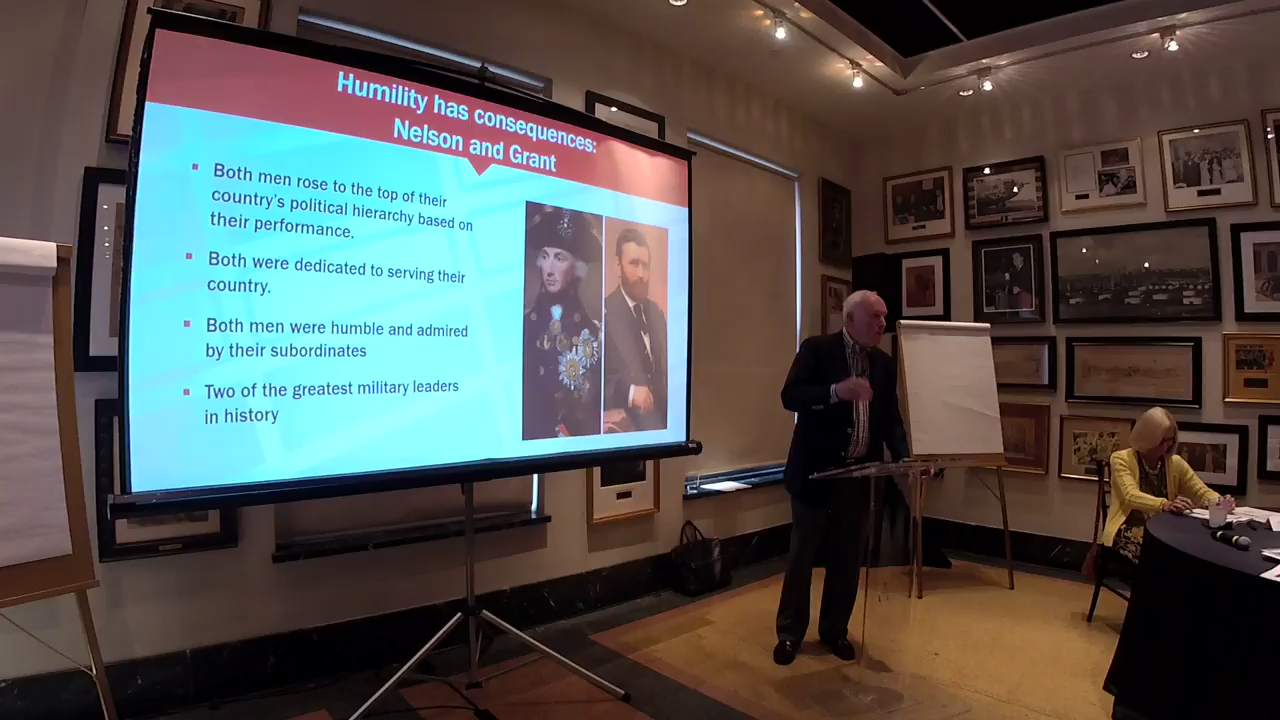 Humility has consequences:
Nelson and Grant
Both men rose to the top of their
country's political hierarchy based on
their performance.
Both were dedicated to serving their
country.
Both men were humble and admired
by their subordinates
Two of the greatest military leaders
in history